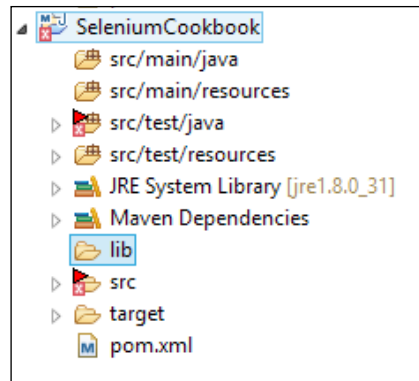 SeleniumCookbook
src/main/java
src/main/resources
src/test/java
src/test/resources
JRE System Library [jre1.8.0_31]
Maven Dependencies
lib
src
target
pom.xml